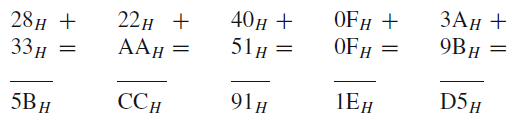 28H + 22H + 40H + 0FH + 3AH +
33H = AAH = 51H = 0FH = 9BH =
5BH CCH 91H 1EH D5H